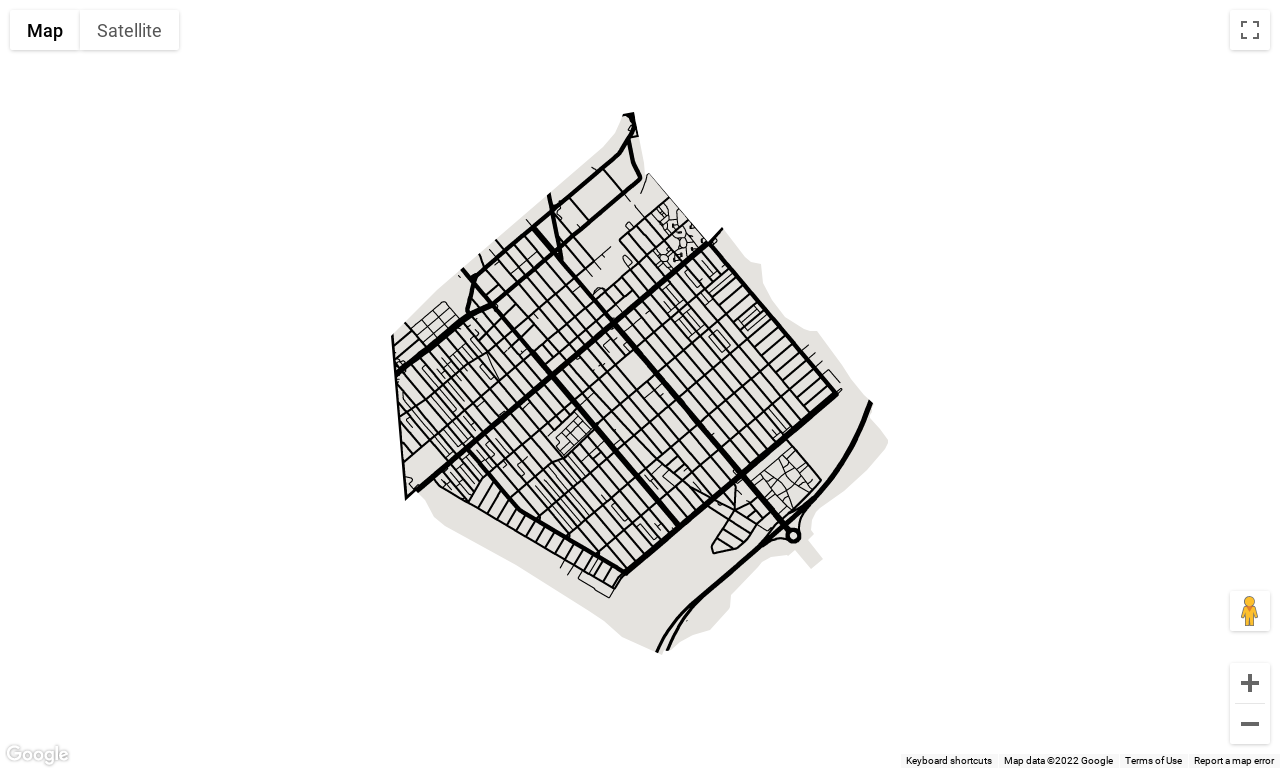 Map Satellite
Google
Keyboard shortcuts Map data ©2022 Google Terms of Use Report a map error